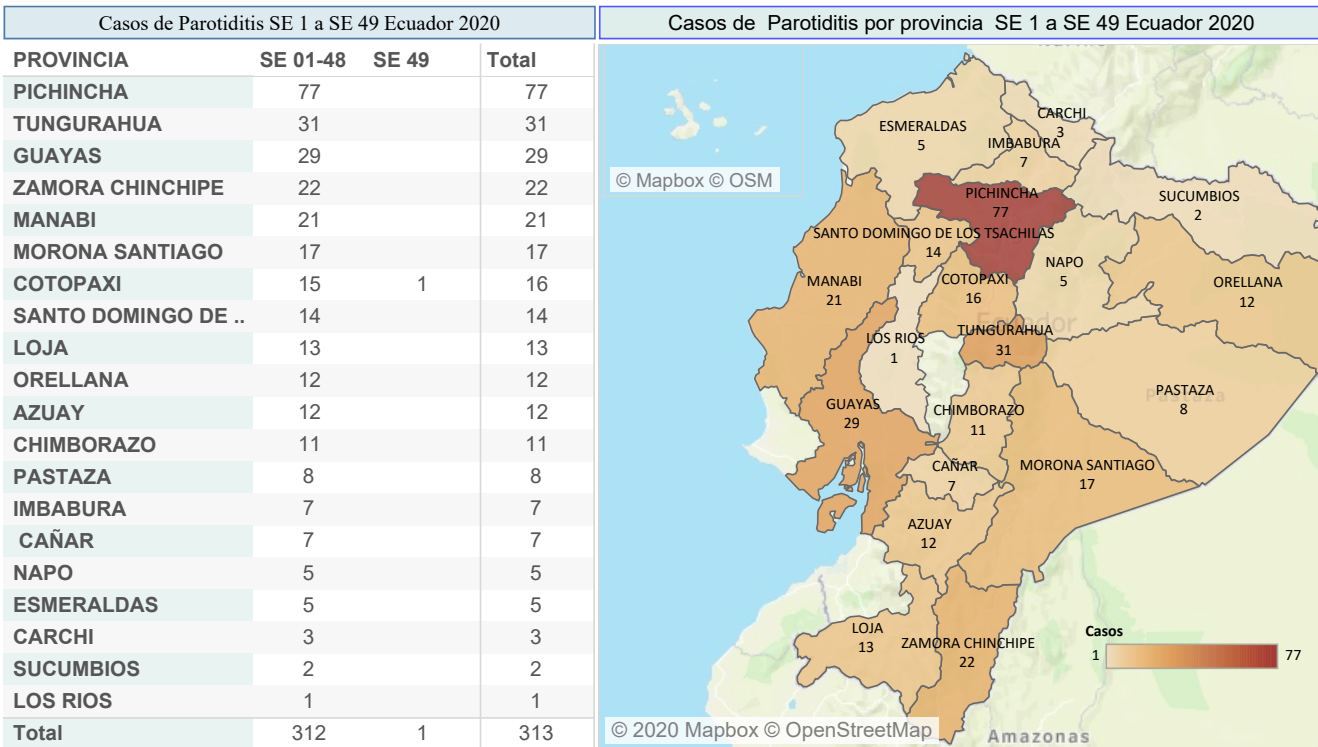 Casos de Parotiditis SE 1 a SE 49 Ecuador 2020
PROVINCIA SE 01-48 SE 49 Total
PICHINCHA 77 77
TUNGURAHUA 31 31
GUAYAS 29 29
ZAMORA CHINCHIPE 22 22
MANABI 21 21
MORONA SANTIAGO 17 17
COTOPAXI 15 1 16
SANTO DOMINGO DE .. 14 14
LOJA 13 13
ORELLANA 12 12
AZUAY 12 12
CHIMBORAZO 11 11
PASTAZA 8 8
IMBABURA 7 7
CAÑAR 7 7
NAPO 5 5
ESMERALDAS 5 5
CARCHI 3 3
SUCUMBIOS 2 2
LOS RIOS 1 1
Total 312 1 313
Casos de Parotiditis por provincia SE 1 a SE 49 Ecuador 2020
© Mapbox © OSM
CARCHI
3
ESMERALDAS
5
IMBABURA
7
PICHINCHA
77
SUCUMBIOS
2
SANTO DOMINGO DE LOS TSACHILAS
14
NAPO
5
MANABI
21
COTOPAXI
16
ORELLANA
12
Ecuador
TUNGURAHUA
31
LOS RIOS
1
PASTAZA
8
Pastaza
GUAYAS
29
CHIMBORAZO
11
CAÑAR
7
MORONA SANTIAGO
17
AZUAY
12
LOJA
13
ZAMORA CHINCHIPE
22
Casos
1 77
© 2020 Mapbox © OpenStreetMap
Amazonas